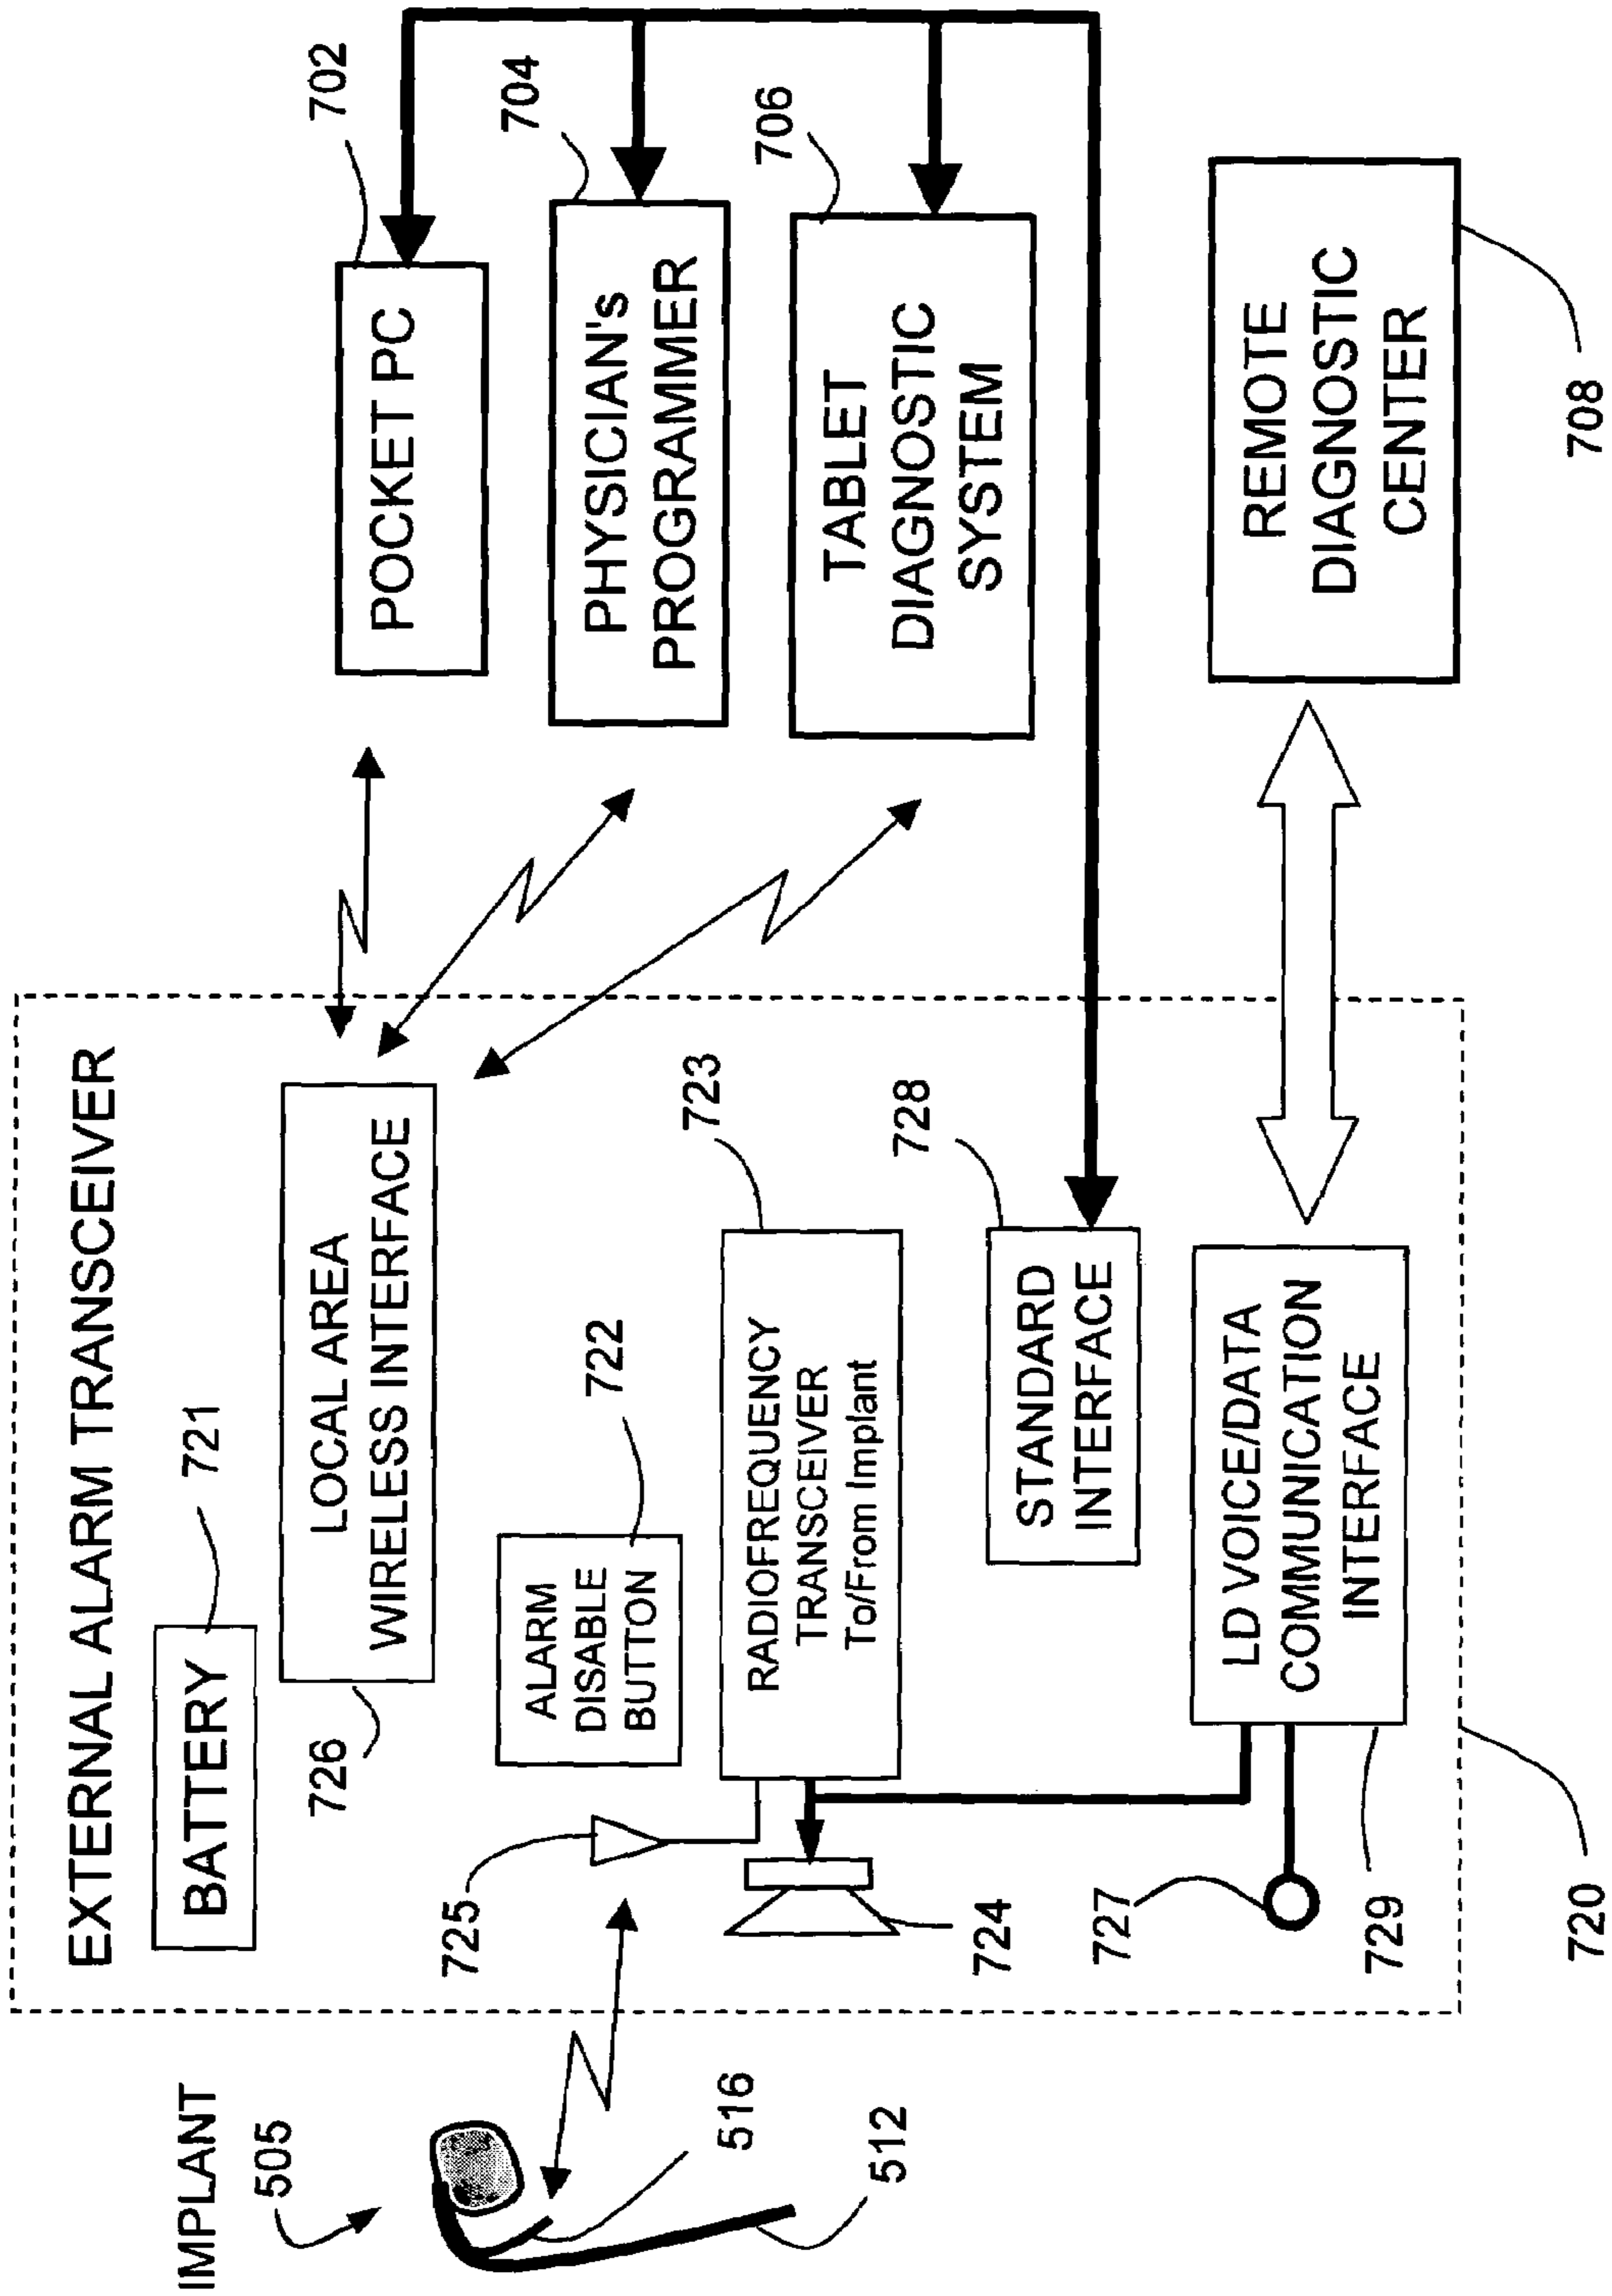 EXTERNAL ALARM TRANSCEIVER
IMPLANT
505
516
512
BATTERY
721
726
LOCAL AREA
WIRELESS INTERFACE
ALARM
DISABLE
BUTTON
722
725
RADIOFREQUENCY
TRANSCEIVER
To/From Implant
723
724
STANDARD
INTERFACE
728
727
LD VOICE/DATA
COMMUNICATION
INTERFACE
729
720
POCKET PC
702
PHYSICIAN's
PROGRAMMER
704
TABLET
DIAGNOSTIC
SYSTEM
706
REMOTE
DIAGNOSTIC
CENTER
708